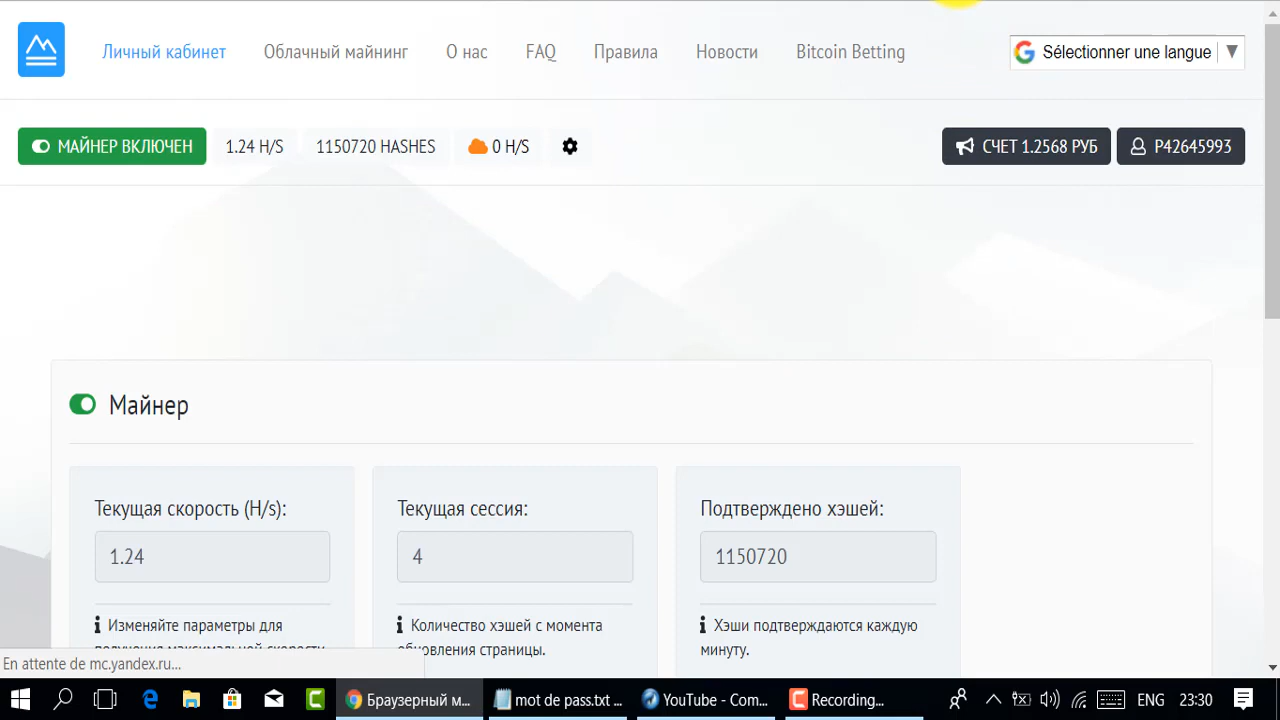 Личный кабинет Облачный майнинг О нас FAQ Правила Новости Bitcoin Betting Sélectionner une langue ▼
МАЙНЕР ВКЛЮЧЕН 1.24 H/S 1150720 HASHES 0 H/S СЧЕТ 1.2568 РУБ P42645993
Майнер
Текущая скорость (H/s): Текущая сессия: Подтверждено хэшей:
1.24 4 1150720
Изменяйте параметры для Количество хэшей с момента Хэши подтверждаются каждую
получения максимальной скорости обновления страницы. минуту.
En attente de mc.yandex.ru...
Браузерный м... mot de pass.txt ... YouTube - Com... Recording... ENG 23:30